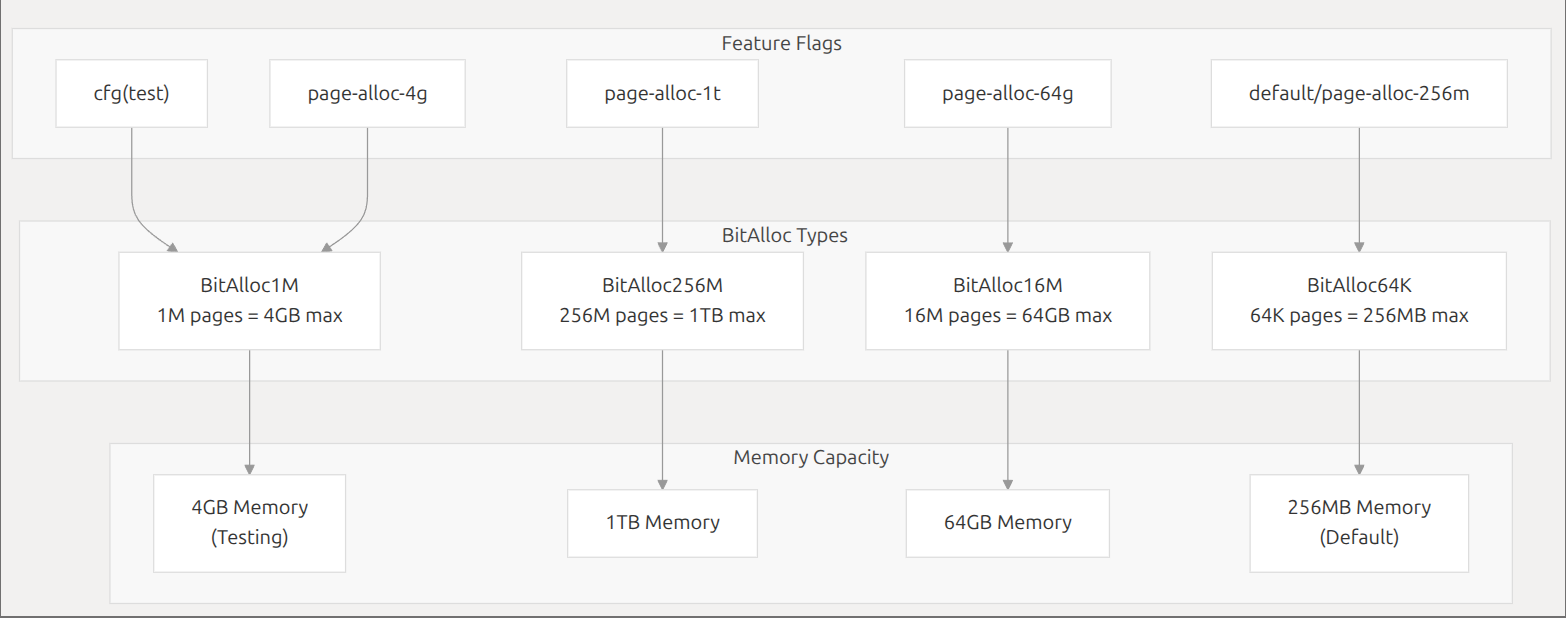 Feature Flags
cfg(test)
page-alloc-4g
page-alloc-1t
page-alloc-64g
default/page-alloc-256m
BitAlloc Types
BitAlloc1M
1M pages = 4GB max
BitAlloc256M
256M pages = 1TB max
BitAlloc16M
16M pages = 64GB max
BitAlloc64K
64K pages = 256MB max
Memory Capacity
4GB Memory
(Testing)
1TB Memory
64GB Memory
256MB Memory
(Default)